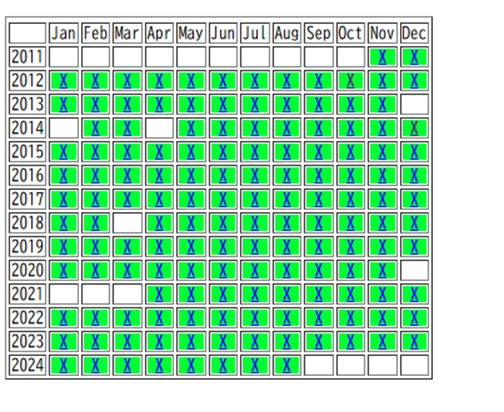 Jan Feb Mar Apr May Jun Jul Aug Sep Oct Nov Dec
2011 X X
2012 X X X X X X X X X X X X
2013 X X X X X X X X X X X
2014 X X X X X X X X X X
2015 X X X X X X X X X X X X
2016 X X X X X X X X X X X X
2017 X X X X X X X X X X X X
2018 X X X X X X X X X X X
2019 X X X X X X X X X X X X
2020 X X X X X X X X X X X
2021 X X X X X X X X X
2022 X X X X X X X X X X X X
2023 X X X X X X X X X X X X
2024 X X X X X X X X